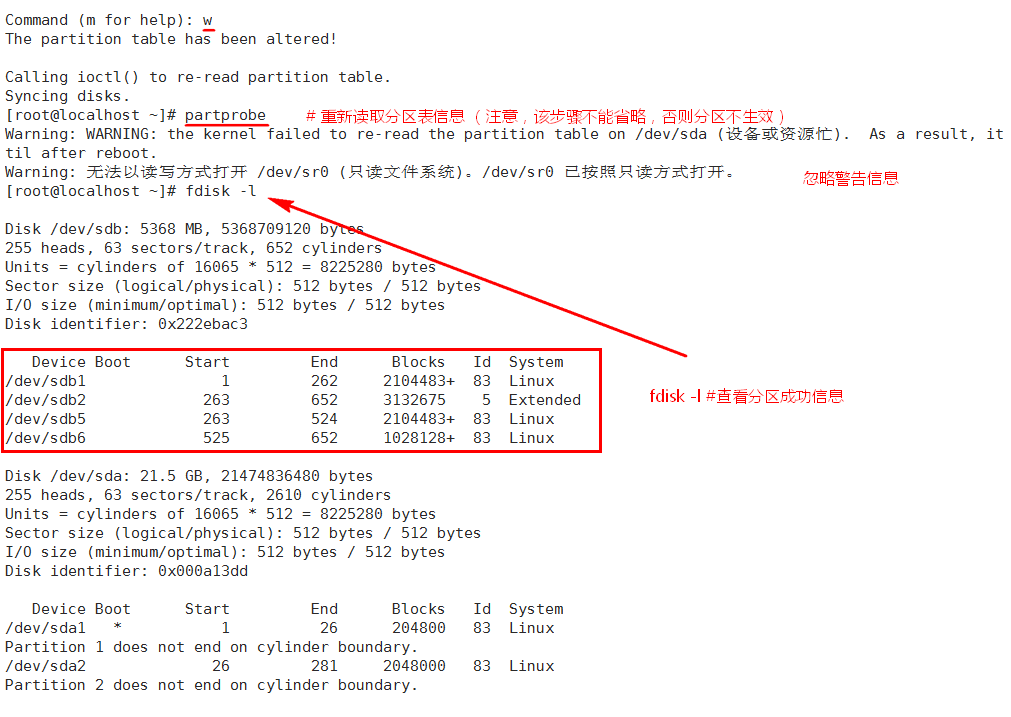 Command (m for help): w
The partition table has been altered!
Calling ioctl() to re-read partition table.
Syncing disks.
[root@localhost ~]# partprobe # 重新读取分区表信息 （ 注意，该步骤不能省略，否则分区不生效 ）
Warning: WARNING: the kernel failed to re-read the partition table on /dev/sda (设备或资源忙).  As a result, it
til after reboot.
Warning: 无法以读写方式打开 /dev/sr0 (只读文件系统)。/dev/sr0 已按照只读方式打开。
忽略警告信息
[root@localhost ~]# fdisk -l
Disk /dev/sdb: 5368 MB, 5368709120 bytes
255 heads, 63 sectors/track, 652 cylinders
Units = cylinders of 16065 * 512 = 8225280 bytes
Sector size (logical/physical): 512 bytes / 512 bytes
I/O size (minimum/optimal): 512 bytes / 512 bytes
Disk identifier: 0x222ebac3
   Device Boot      Start         End      Blocks   Id  System
/dev/sdb1               1         262     2104483+  83  Linux
/dev/sdb2             263         652     3132675    5  Extended
/dev/sdb5             263         524     2104483+  83  Linux
/dev/sdb6             525         652     1028128+  83  Linux
fdisk -l #查看分区成功信息
Disk /dev/sda: 21.5 GB, 21474836480 bytes
255 heads, 63 sectors/track, 2610 cylinders
Units = cylinders of 16065 * 512 = 8225280 bytes
Sector size (logical/physical): 512 bytes / 512 bytes
I/O size (minimum/optimal): 512 bytes / 512 bytes
Disk identifier: 0x000a13dd
   Device Boot      Start         End      Blocks   Id  System
/dev/sda1   *           1          26      204800   83  Linux
Partition 1 does not end on cylinder boundary.
/dev/sda2              26         281     2048000   83  Linux
Partition 2 does not end on cylinder boundary.